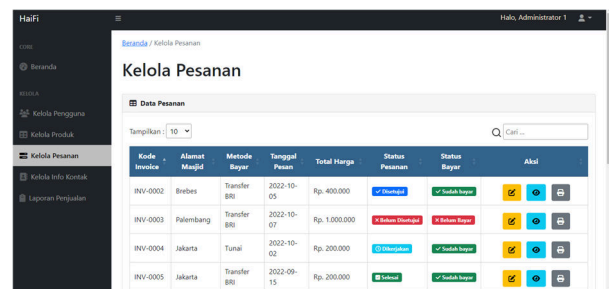 HaiFi
Halo, Administrator 1
CORE
Beranda
KELOLA
Kelola Pengguna
Kelola Produk
Kelola Pesanan
Kelola Info Kontak
Laporan Penjualan
Beranda / Kelola Pesanan
Kelola Pesanan
Data Pesanan
Tampilkan : 10
Cari ...
Kode Invoice Alamat Masjid Metode Bayar Tanggal Pesan Total Harga Status Pesanan Status Bayar Aksi
INV-0002 Brebes Transfer BRI 2022-10-05 Rp. 400.000 Disetujui Sudah bayar
INV-0003 Palembang Transfer BRI 2022-10-07 Rp. 1.000.000 Belum Disetujui Belum Bayar
INV-0004 Jakarta Tunai 2022-10-02 Rp. 200.000 Dikerjakan Sudah bayar
INV-0005 Jakarta Transfer BRI 2022-09-15 Rp. 200.000 Selesai Sudah bayar